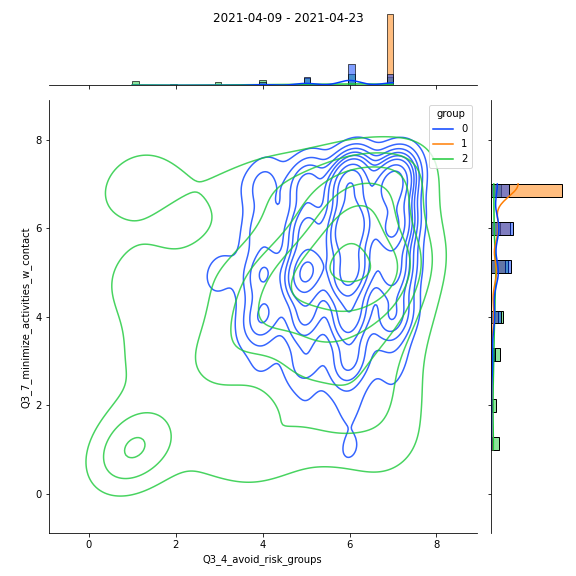 2021-04-09 - 2021-04-23
group
0
1
2
8
6
4
2
0
Q3_7_minimize_activities_w_contact
0 2 4 6 8
Q3_4_avoid_risk_groups